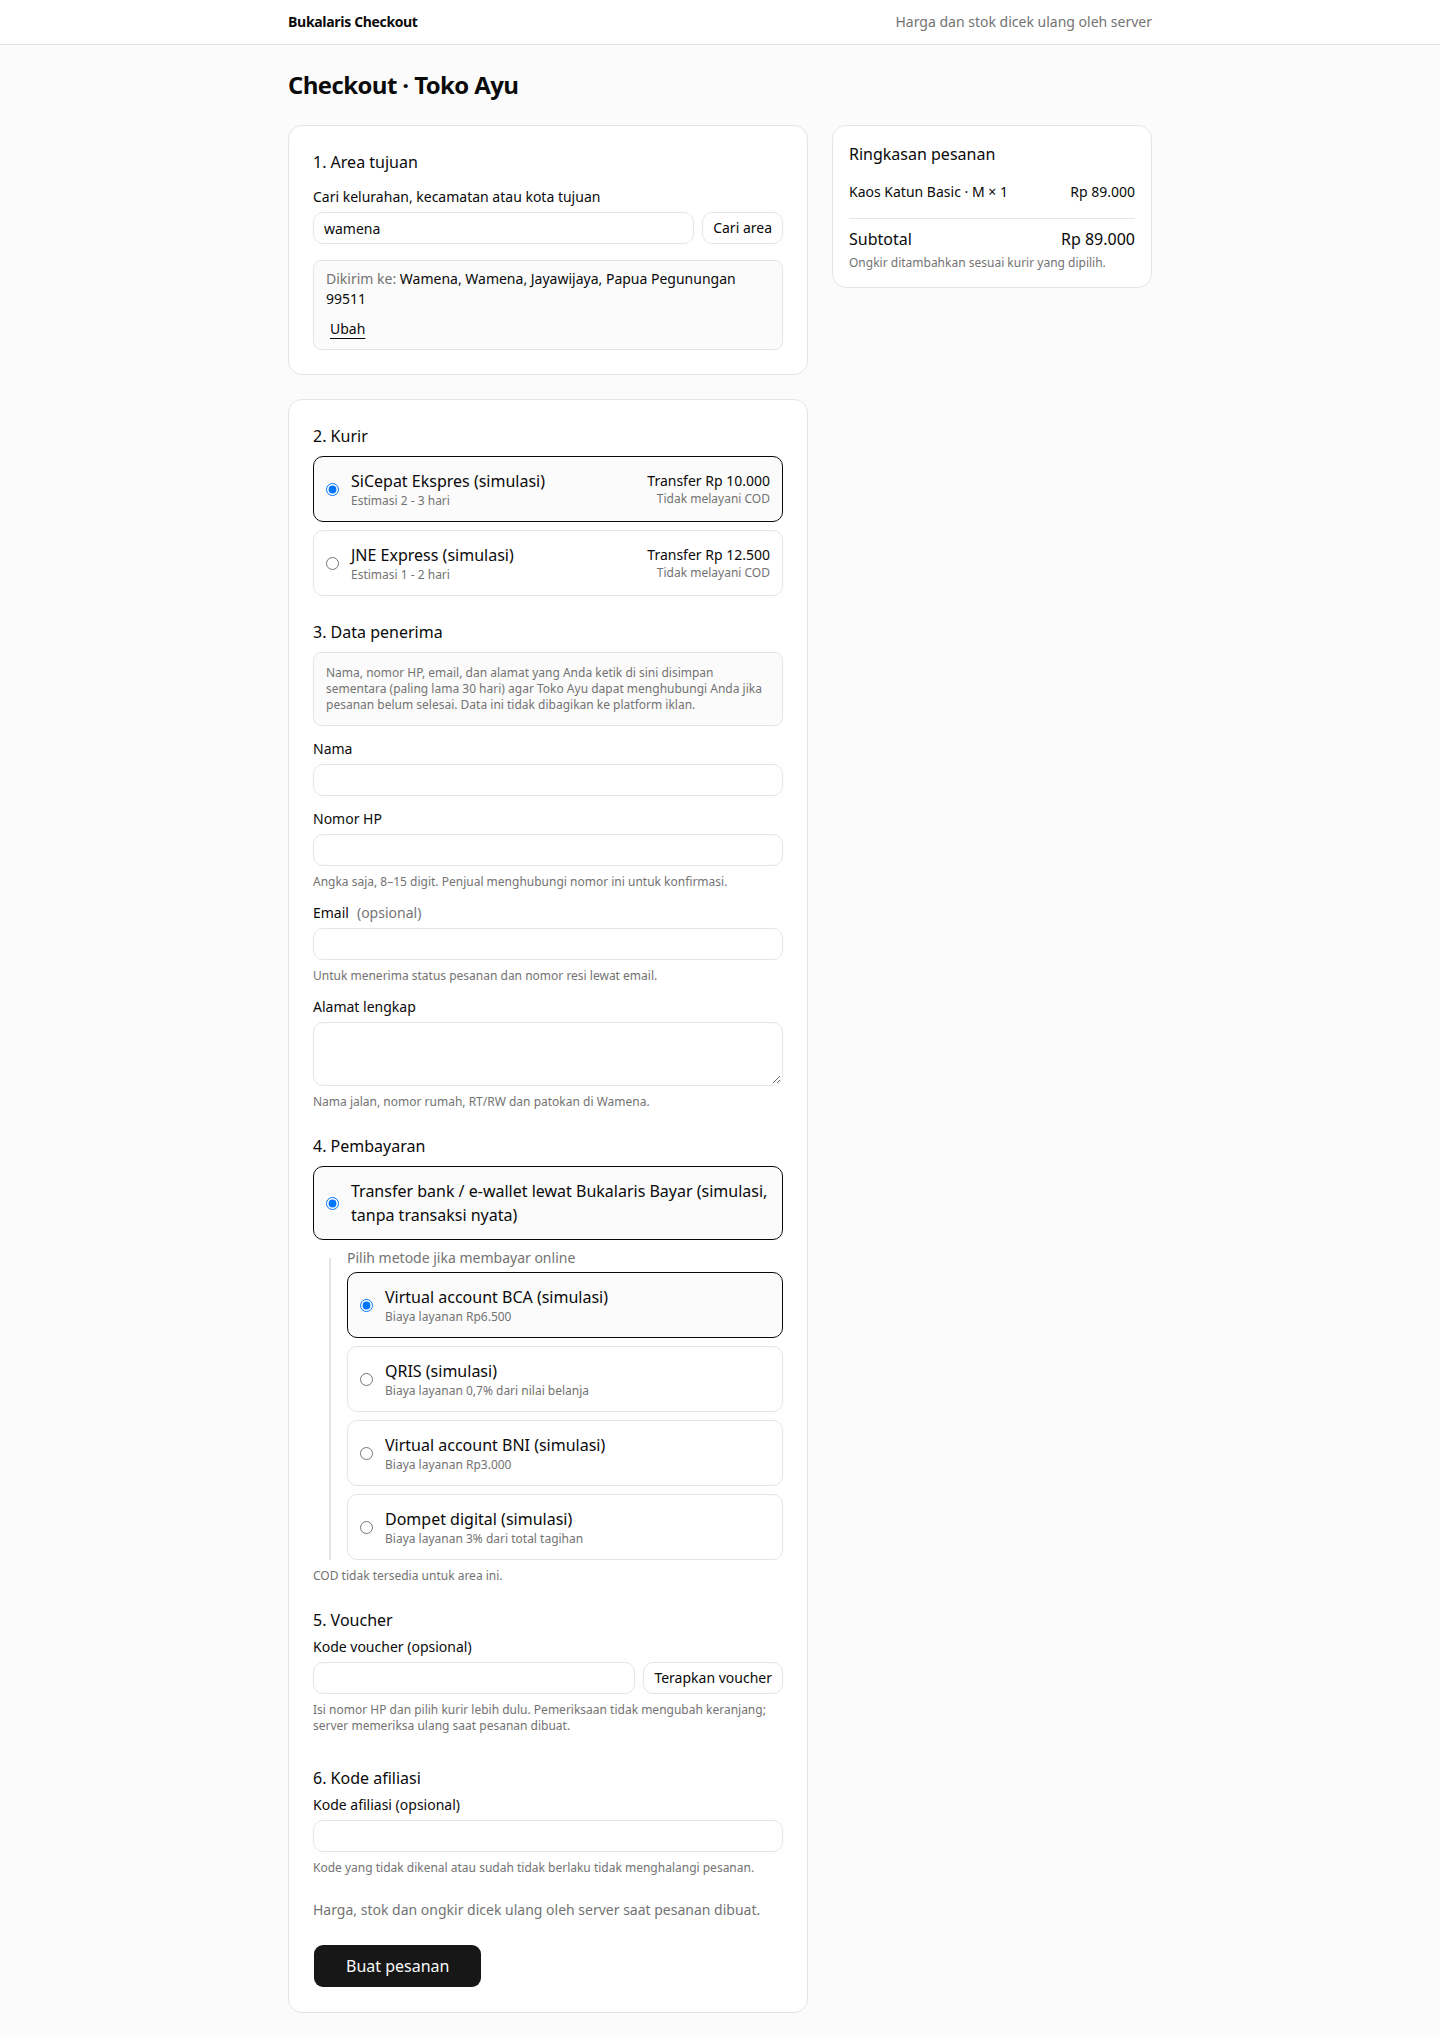 Bukalaris Checkout
Harga dan stok dicek ulang oleh server
Checkout · Toko Ayu
1. Area tujuan
Cari kelurahan, kecamatan atau kota tujuan
wamena
Cari area
Dikirim ke: Wamena, Wamena, Jayawijaya, Papua Pegunungan
99511
Ubah
Ringkasan pesanan
Kaos Katun Basic · M × 1
Rp 89.000
Subtotal
Rp 89.000
Ongkir ditambahkan sesuai kurir yang dipilih.
2. Kurir
SiCepat Ekspres (simulasi)
Transfer Rp 10.000
Estimasi 2 - 3 hari
Tidak melayani COD
JNE Express (simulasi)
Transfer Rp 12.500
Estimasi 1 - 2 hari
Tidak melayani COD
3. Data penerima
Nama, nomor HP, email, dan alamat yang Anda ketik di sini disimpan
sementara (paling lama 30 hari) agar Toko Ayu dapat menghubungi Anda jika
pesanan belum selesai. Data ini tidak dibagikan ke platform iklan.
Nama
Nomor HP
Angka saja, 8–15 digit. Penjual menghubungi nomor ini untuk konfirmasi.
Email (opsional)
Untuk menerima status pesanan dan nomor resi lewat email.
Alamat lengkap
Nama jalan, nomor rumah, RT/RW dan patokan di Wamena.
4. Pembayaran
Transfer bank / e-wallet lewat Bukalaris Bayar (simulasi,
tanpa transaksi nyata)
Pilih metode jika membayar online
Virtual account BCA (simulasi)
Biaya layanan Rp6.500
QRIS (simulasi)
Biaya layanan 0,7% dari nilai belanja
Virtual account BNI (simulasi)
Biaya layanan Rp3.000
Dompet digital (simulasi)
Biaya layanan 3% dari total tagihan
COD tidak tersedia untuk area ini.
5. Voucher
Kode voucher (opsional)
Terapkan voucher
Isi nomor HP dan pilih kurir lebih dulu. Pemeriksaan tidak mengubah keranjang;
server memeriksa ulang saat pesanan dibuat.
6. Kode afiliasi
Kode afiliasi (opsional)
Kode yang tidak dikenal atau sudah tidak berlaku tidak menghalangi pesanan.
Harga, stok dan ongkir dicek ulang oleh server saat pesanan dibuat.
Buat pesanan